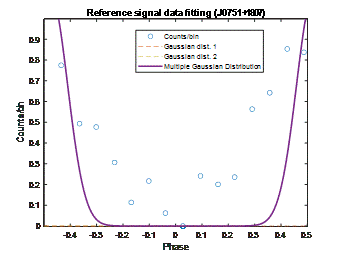 Reference signal data fitting (J0751+1807)
Counts/bin
Gaussian dist. 1
Gaussian dist. 2
Multiple Gaussian Distribution
0.9
0.8
0.7
0.6
0.5
0.4
0.3
0.2
0.1
0
Counts/bin
-0.4 -0.3 -0.2 -0.1 0 0.1 0.2 0.3 0.4 0.5
Phase